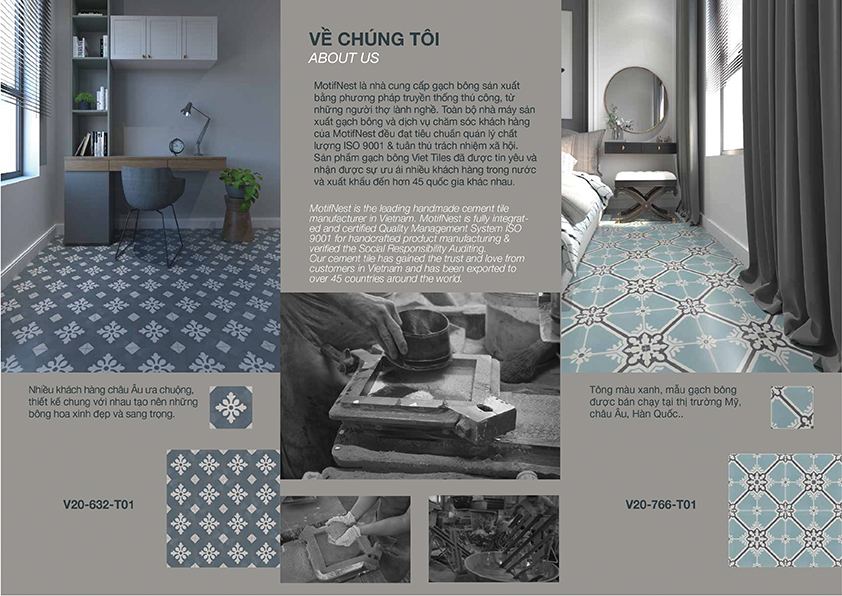 VỀ CHÚNG TÔI
ABOUT US
MotifNest là nhà cung cấp gạch bông sản xuất
bằng phương pháp truyền thống thủ công, từ
những người thợ lành nghề. Toàn bộ nhà máy sản
xuất gạch bông và dịch vụ chăm sóc khách hàng
của MotifNest đều đạt tiêu chuẩn quản lý chất
lượng ISO 9001 & tuân thủ trách nhiệm xã hội.
Sản phẩm gạch bông Viet Tiles đã được tin yêu và
nhận được sự ưu ái nhiều khách hàng trong nước
và xuất khẩu đến hơn 45 quốc gia khác nhau.
MotifNest is the leading handmade cement tile
manufacturer in Vietnam. MotifNest is fully integrat-
ed and certified Quality Management System ISO
9001 for handcrafted product manufacturing &
verified the Social Responsibility Auditing.
Our cement tile has gained the trust and love from
customers in Vietnam and has been exported to
over 45 countries around the world.
Nhiều khách hàng châu Âu ưa chuộng,
thiết kế chung với nhau tạo nên những
bông hoa xinh đẹp và sang trọng.
V20-632-T01
Tông màu xanh, mẫu gạch bông
được bán chạy tại thị trường Mỹ,
châu Âu, Hàn Quốc..
V20-766-T01